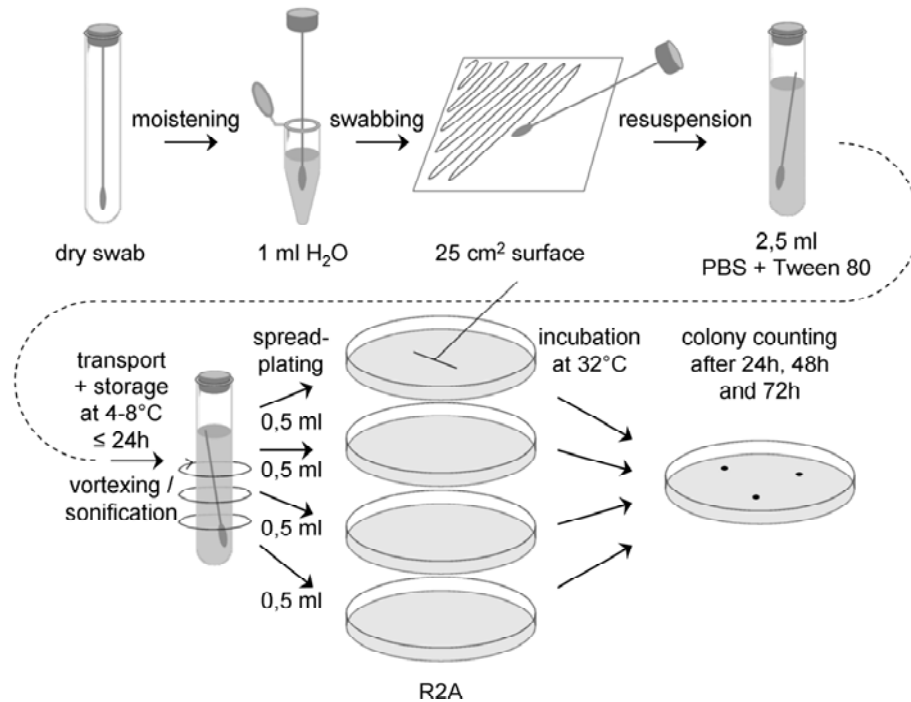 moistening
swabbing
resuspension
dry swab
1 ml H₂O
25 cm² surface
2,5 ml
PBS + Tween 80
transport
+ storage
at 4-8°C
≤ 24h
vortexing /
sonification
spread-
plating
0,5 ml
0,5 ml
0,5 ml
0,5 ml
R2A
incubation
at 32°C
colony counting
after 24h, 48h
and 72h